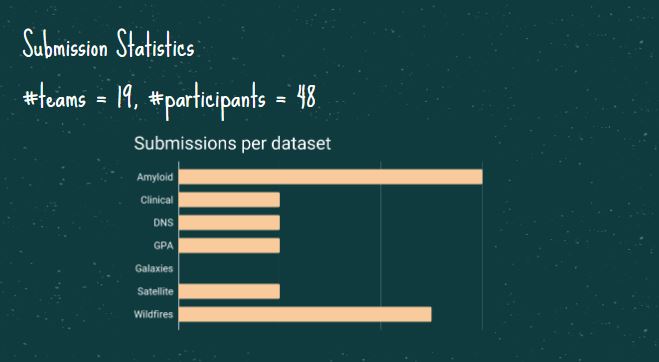 Submission Statistics
#teams = 19, #participants = 48
Submissions per dataset
Amyloid
Clinical
DNS
GPA
Galaxies
Satellite
Wildfires